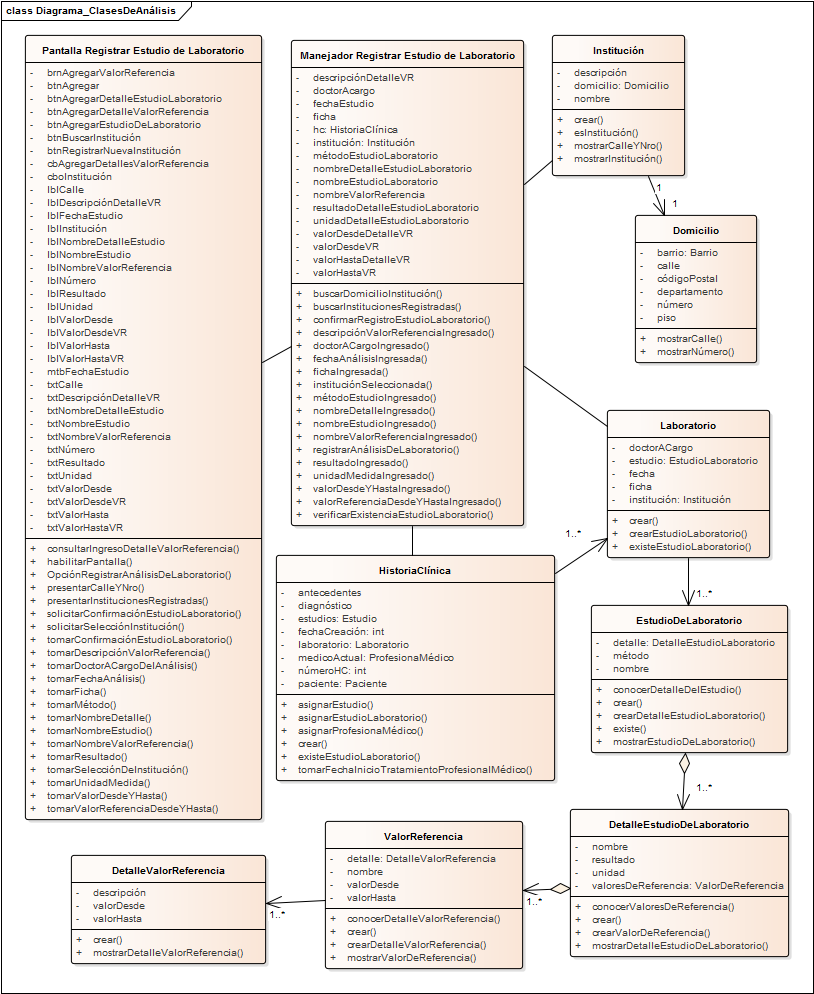 class Diagrama_ClasesDeAnálisis
Pantalla Registrar Estudio de Laboratorio
- brnAgregarValorReferencia
- btnAgregar
- btnAgregarDetalleEstudioLaboratorio
- btnAgregarDetalleValorReferencia
- btnAgregarEstudioDeLaboratorio
- btnBuscarInstitución
- btnRegistrarNuevaInstitución
- cbAgregarDetallesValorReferencia
- cboInstitución
- lblCalle
- lblDescripciónDetalleVR
- lblFechaEstudio
- lblInstitución
- lblNombreDetalleEstudio
- lblNombreEstudio
- lblNombreValorReferencia
- lblNúmero
- lblResultado
- lblUnidad
- lblValorDesde
- lblValorDesdeVR
- lblValorHasta
- lblValorHastaVR
- mtbFechaEstudio
- txtCalle
- txtDescripciónDetalleVR
- txtNombreDetalleEstudio
- txtNombreEstudio
- txtNombreValorReferencia
- txtNúmero
- txtResultado
- txtUnidad
- txtValorDesde
- txtValorDesdeVR
- txtValorHasta
- txtValorHastaVR
+ consultarIngresoDetalleValorReferencia()
+ habilitarPantalla()
+ OpciónRegistrarAnálisisDeLaboratorio()
+ presentarCalleYNro()
+ presentarInstitucionesRegistradas()
+ solicitarConfirmaciónEstudioLaboratorio()
+ solicitarSelecciónInstitución()
+ tomarConfirmaciónEstudioLaboratorio()
+ tomarDescripciónValorReferencia()
+ tomarDoctorACargoDelAnálisis()
+ tomarFechaAnálisis()
+ tomarFicha()
+ tomarMétodo()
+ tomarNombreDetalle()
+ tomarNombreEstudio()
+ tomarNombreValorReferencia()
+ tomarResultado()
+ tomarSelecciónDeInstitución()
+ tomarUnidadMedida()
+ tomarValorDesdeYHasta()
+ tomarValorReferenciaDesdeYHasta()
Manejador Registrar Estudio de Laboratorio
- descripciónDetalleVR
- doctorAcargo
- fechaEstudio
- ficha
- hc: HistoriaClínica
- institución: Institución
- métodoEstudioLaboratorio
- nombreDetalleEstudioLaboratorio
- nombreEstudioLaboratorio
- nombreValorReferencia
- resultadoDetalleEstudioLaboratorio
- unidadDetalleEstudioLaboratorio
- valorDesdeDetalleVR
- valorDesdeVR
- valorHastaDetalleVR
- valorHastaVR
+ buscarDomicilioInstitución()
+ buscarInstitucionesRegistradas()
+ confirmarRegistroEstudioLaboratorio()
+ descripciónValorReferenciaIngresado()
+ doctorACargoIngresado()
+ fechaAnálisisIngresada()
+ fichaIngresada()
+ instituciónSeleccionada()
+ métodoEstudioIngresado()
+ nombreDetalleIngresado()
+ nombreEstudioIngresado()
+ nombreValorReferenciaIngresado()
+ registrarAnálisisDeLaboratorio()
+ resultadoIngresado()
+ unidadMedidaIngresado()
+ valorDesdeYHastaIngresado()
+ valorReferenciaDesdeYHastaIngresado()
+ verificarExistenciaEstudioLaboratorio()
Institución
- descripción
- domicilio: Domicilio
- nombre
+ crear()
+ esInstitución()
+ mostrarCalleYNro()
+ mostrarInstitución()
1
1
Domicilio
- barrio: Barrio
- calle
- códigoPostal
- departamento
- número
- piso
+ mostrarCalle()
+ mostrarNúmero()
Laboratorio
- doctorACargo
- estudio: EstudioLaboratorio
- fecha
- ficha
- institución: Institución
+ crear()
+ crearEstudioLaboratorio()
+ existeEstudioLaboratorio()
1..*
1..*
HistoriaClínica
- antecedentes
- diagnóstico
- estudios: Estudio
- fechaCreación: int
- laboratorio: Laboratorio
- medicoActual: ProfesionaMédico
- númeroHC: int
- paciente: Paciente
+ asignarEstudio()
+ asignarEstudioLaboratorio()
+ asignarProfesionaMédico()
+ crear()
+ existeEstudioLaboratorio()
+ tomarFechaInicioTratamientoProfesionalMédico()
EstudioDeLaboratorio
- detalle: DetalleEstudioLaboratorio
- método
- nombre
+ conocerDetalleDelEstudio()
+ crear()
+ crearDetalleEstudioLaboratorio()
+ existe()
+ mostrarEstudioDeLaboratorio()
1..*
DetalleEstudioDeLaboratorio
- nombre
- resultado
- unidad
- valoresDeReferencia: ValorDeReferencia
+ conocerValoresDeReferencia()
+ crear()
+ crearValorDeReferencia()
+ mostrarDetalleEstudioDeLaboratorio()
1..*
ValorReferencia
- detalle: DetalleValorReferencia
- nombre
- valorDesde
- valorHasta
+ conocerDetalleValorReferencia()
+ crear()
+ crearDetalleValorReferencia()
+ mostrarValorDeReferencia()
1..*
DetalleValorReferencia
- descripción
- valorDesde
- valorHasta
+ crear()
+ mostrarDetalleValorReferencia()